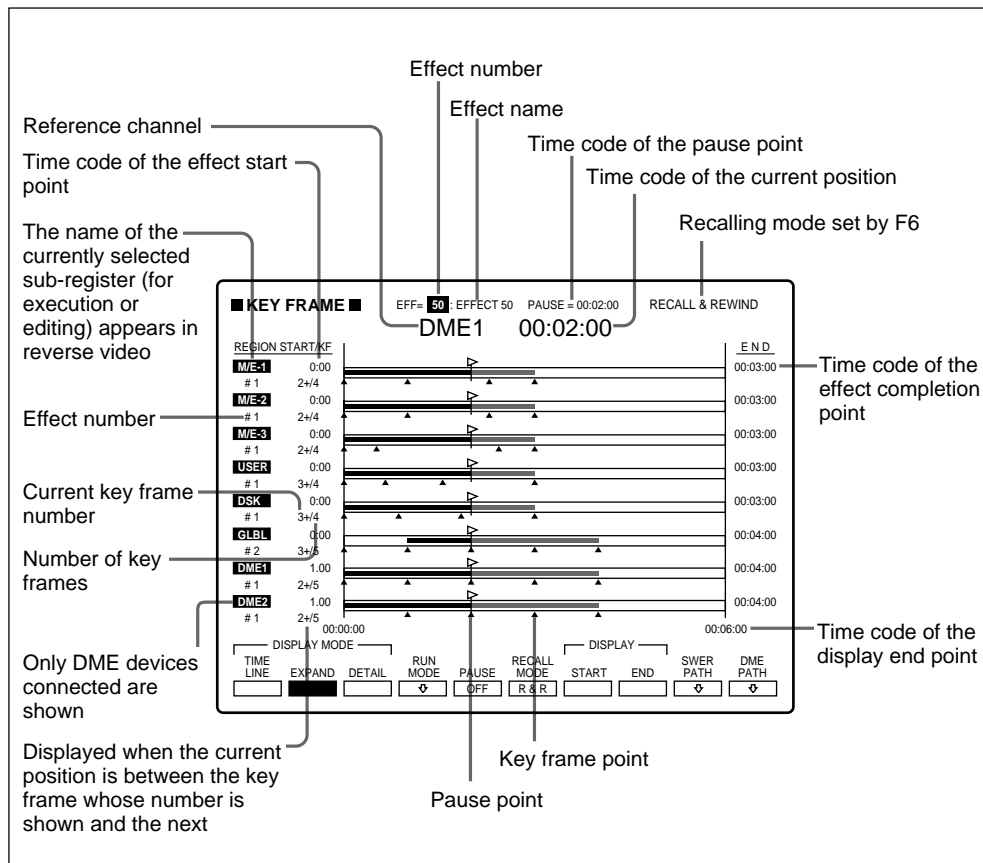 Effect number
Effect name
Reference channel
Time code of the pause point
Time code of the effect start
point
Time code of the current position
Recalling mode set by F6
The name of the
currently selected
sub-register (for
execution or
editing) appears in
reverse video
■ KEY FRAME ■
EFF= 50 : EFFECT 50 PAUSE = 00:02:00
RECALL & REWIND
DME1 00:02:00
REGION START/KF
E N D
M/E-1 0:00 00:03:00
# 1 2+/4
M/E-2 0:00 00:03:00
# 1 2+/4
M/E-3 0:00 00:03:00
# 1 2+/4
USER 0:00 00:03:00
# 1 3+/4
DSK 0:00 00:03:00
# 1 3+/4
GLBL 0:00 00:04:00
# 2 3+/5
DME1 1.00 00:04:00
# 1 2+/5
DME2 1.00 00:04:00
# 1 2+/5
00:00:00 00:06:00
Time code of the
effect completion
point
Effect number
Current key frame
number
Number of key
frames
Time code of the
display end point
DISPLAY MODE
DISPLAY
TIME LINE
EXPAND
DETAIL
RUN MODE
PAUSE
OFF
RECALL MODE
R & R
START
END
SWER PATH
DME PATH
Only DME devices
connected are
shown
Displayed when the current
position is between the key
frame whose number is
shown and the next
Key frame point
Pause point